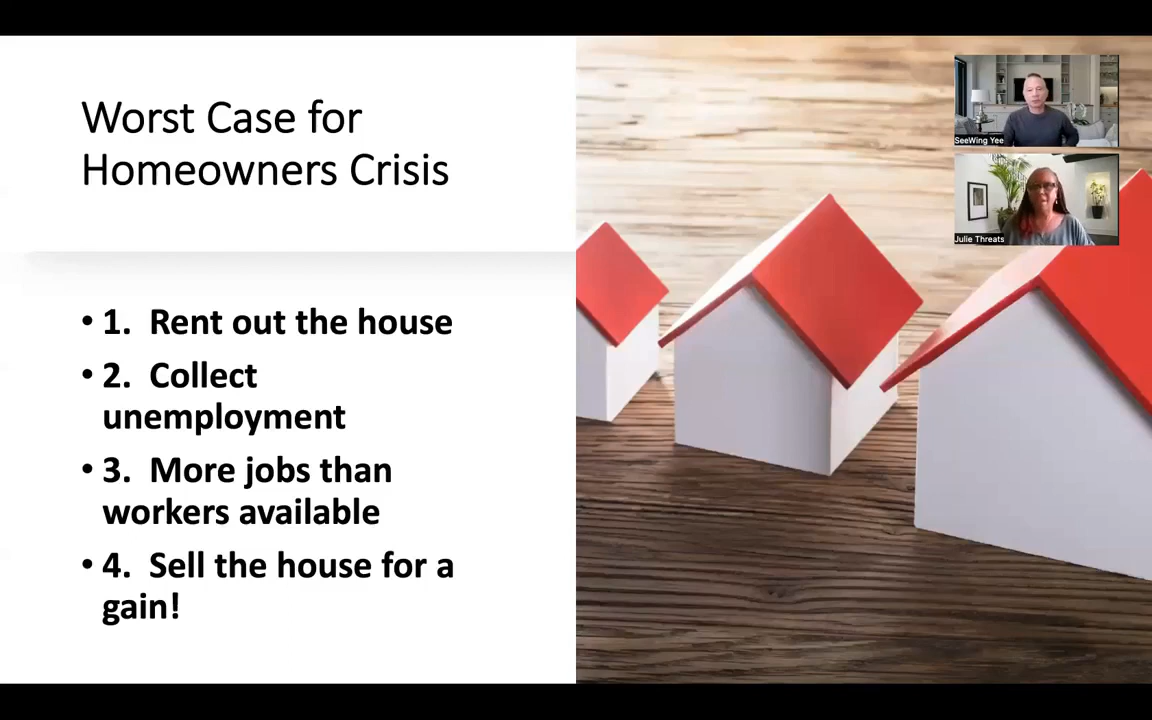 Worst Case for
Homeowners Crisis
• 1. Rent out the house
• 2. Collect
unemployment
• 3. More jobs than
workers available
• 4. Sell the house for a
gain!
SeeWing Yee
Julie Threats